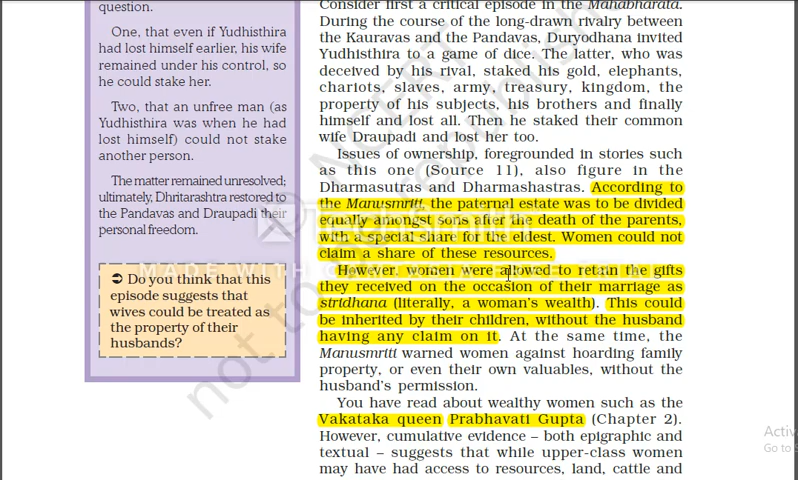 question.
One, that even if Yudhisthira
had lost himself earlier, his wife
remained under his control, so
he could stake her.
Two, that an unfree man (as
Yudhisthira was when he had
lost himself) could not stake
another person.
The matter remained unresolved;
ultimately, Dhritarashtra restored to
the Pandavas and Draupadi their
personal freedom.
➲ Do you think that this
episode suggests that
wives could be treated as
the property of their
husbands?
Consider first a critical episode in the Mahabharata.
During the course of the long-drawn rivalry between
the Kauravas and the Pandavas, Duryodhana invited
Yudhisthira to a game of dice. The latter, who was
deceived by his rival, staked his gold, elephants,
chariots, slaves, army, treasury, kingdom, the
property of his subjects, his brothers and finally
himself and lost all. Then he staked their common
wife Draupadi and lost her too.
Issues of ownership, foregrounded in stories such
as this one (Source 11), also figure in the
Dharmasutras and Dharmashastras. According to
the Manusmriti, the paternal estate was to be divided
equally amongst sons after the death of the parents,
with a special share for the eldest. Women could not
claim a share of these resources.
However, women were allowed to retain the gifts
they received on the occasion of their marriage as
stridhana (literally, a woman's wealth). This could
be inherited by their children, without the husband
having any claim on it. At the same time, the
Manusmriti warned women against hoarding family
property, or even their own valuables, without the
husband's permission.
You have read about wealthy women such as the
Vakataka queen Prabhavati Gupta (Chapter 2).
However, cumulative evidence – both epigraphic and
textual – suggests that while upper-class women
may have had access to resources, land, cattle and
not to be republished
© NCERT
MADE WITH
Activ
Go to S